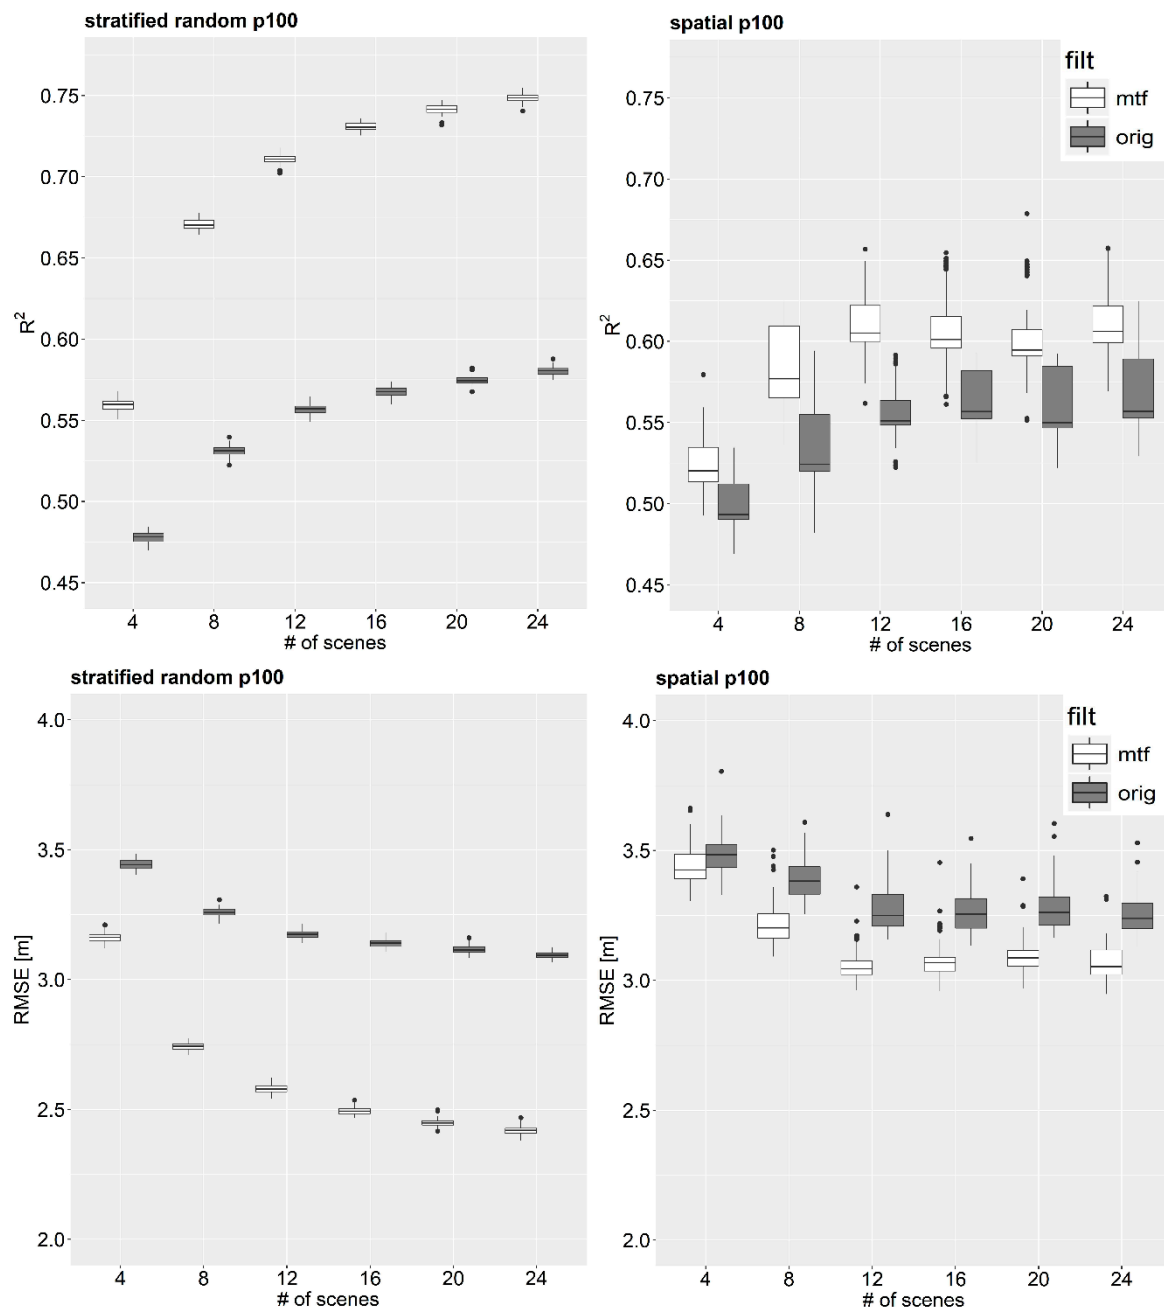 stratified random p100
0.75
0.70
0.65
0.60
0.55
0.50
0.45
R²
4 8 12 16 20 24
# of scenes
spatial p100
filt
mtf
orig
0.75
0.70
0.65
0.60
0.55
0.50
0.45
R²
4 8 12 16 20 24
# of scenes
stratified random p100
4.0
3.5
3.0
2.5
2.0
RMSE [m]
4 8 12 16 20 24
# of scenes
spatial p100
filt
mtf
orig
4.0
3.5
3.0
2.5
2.0
RMSE [m]
4 8 12 16 20 24
# of scenes